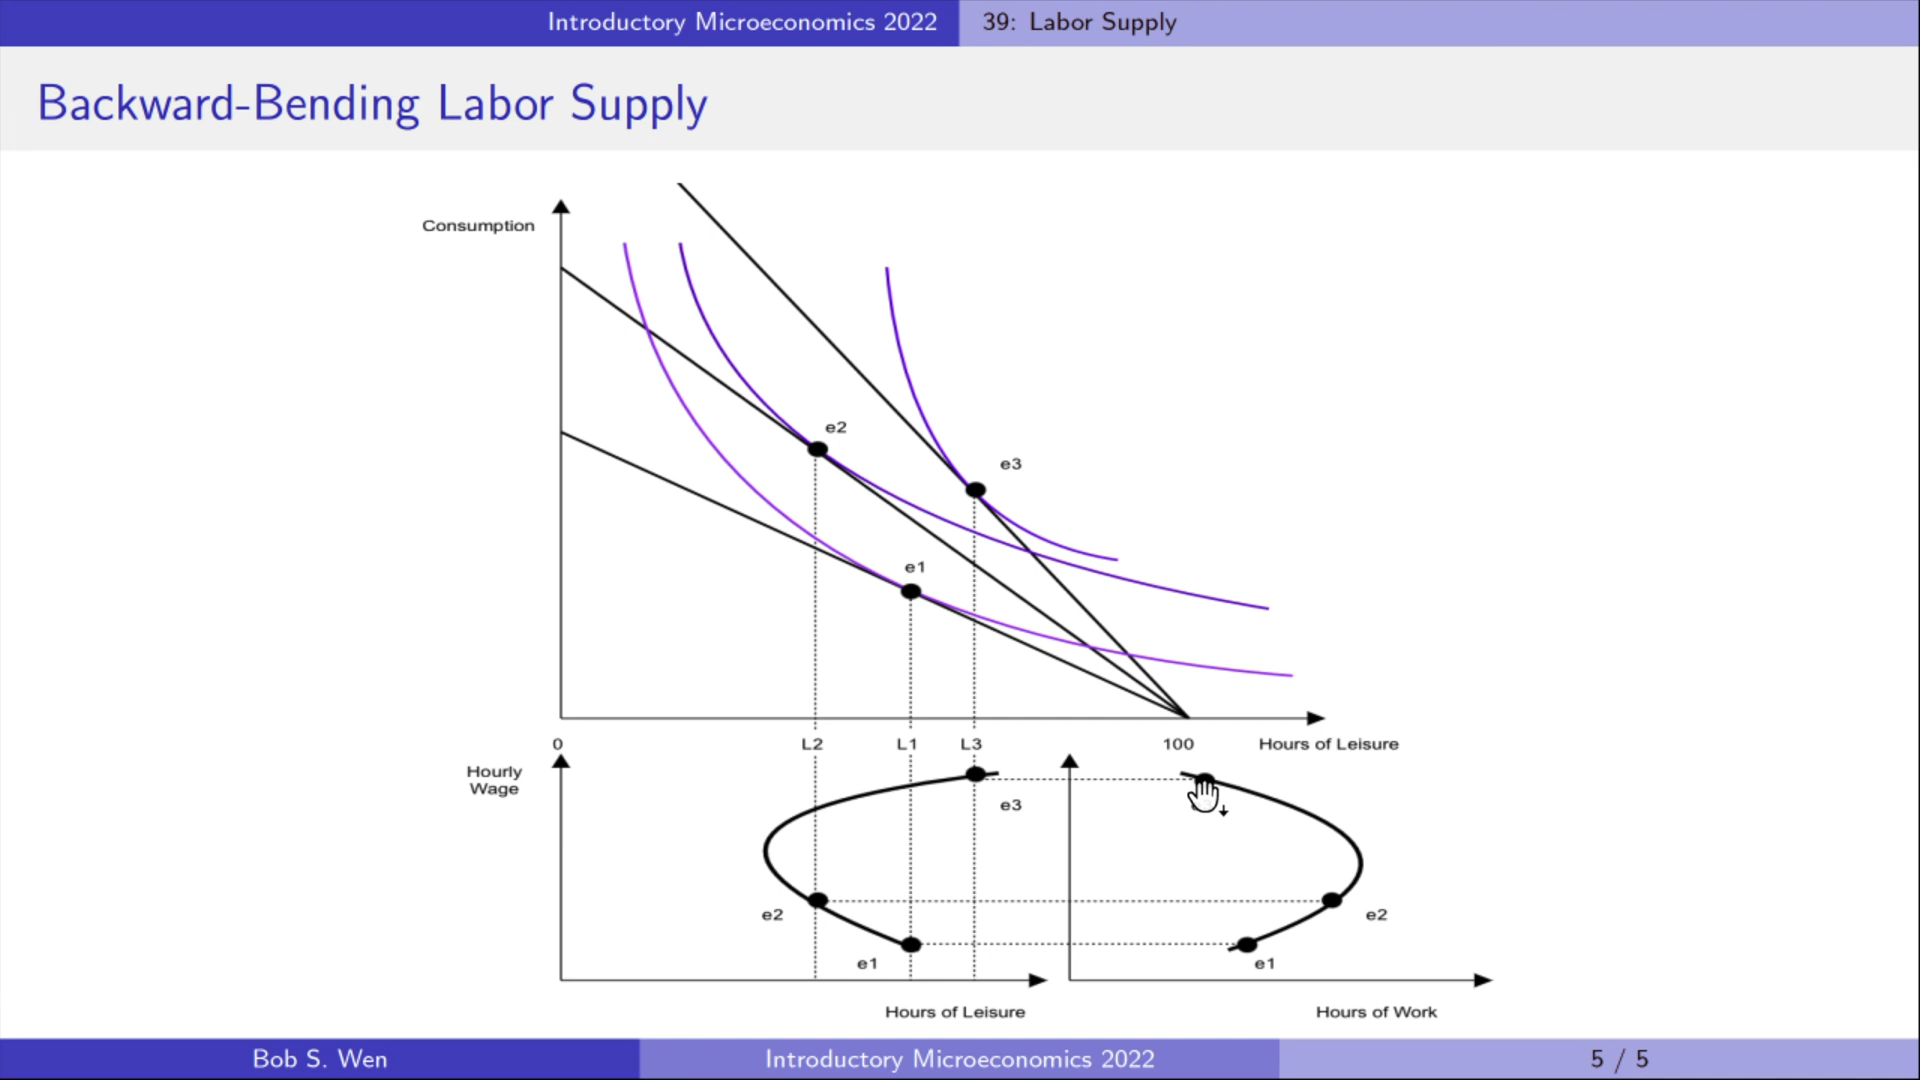 Introductory Microeconomics 2022
39: Labor Supply
Backward-Bending Labor Supply
Consumption
e2
e3
e1
0
L2
L1
L3
100
Hours of Leisure
Hourly
Wage
e3
e2
e2
e1
e1
Hours of Leisure
Hours of Work
Bob S. Wen
Introductory Microeconomics 2022
5 / 5